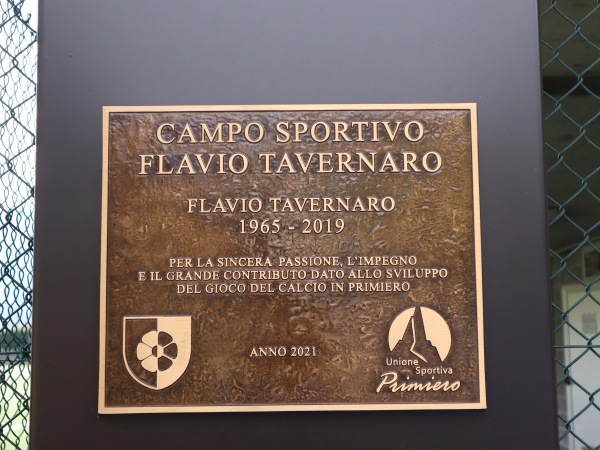 CAMPO SPORTIVO
FLAVIO TAVERNARO
FLAVIO TAVERNARO
1965 - 2019
PER LA SINCERA PASSIONE, L'IMPEGNO
E IL GRANDE CONTRIBUTO DATO ALLO SVILUPPO
DEL GIOCO DEL CALCIO IN PRIMIERO
ANNO 2021
Unione
Sportiva
Primiero